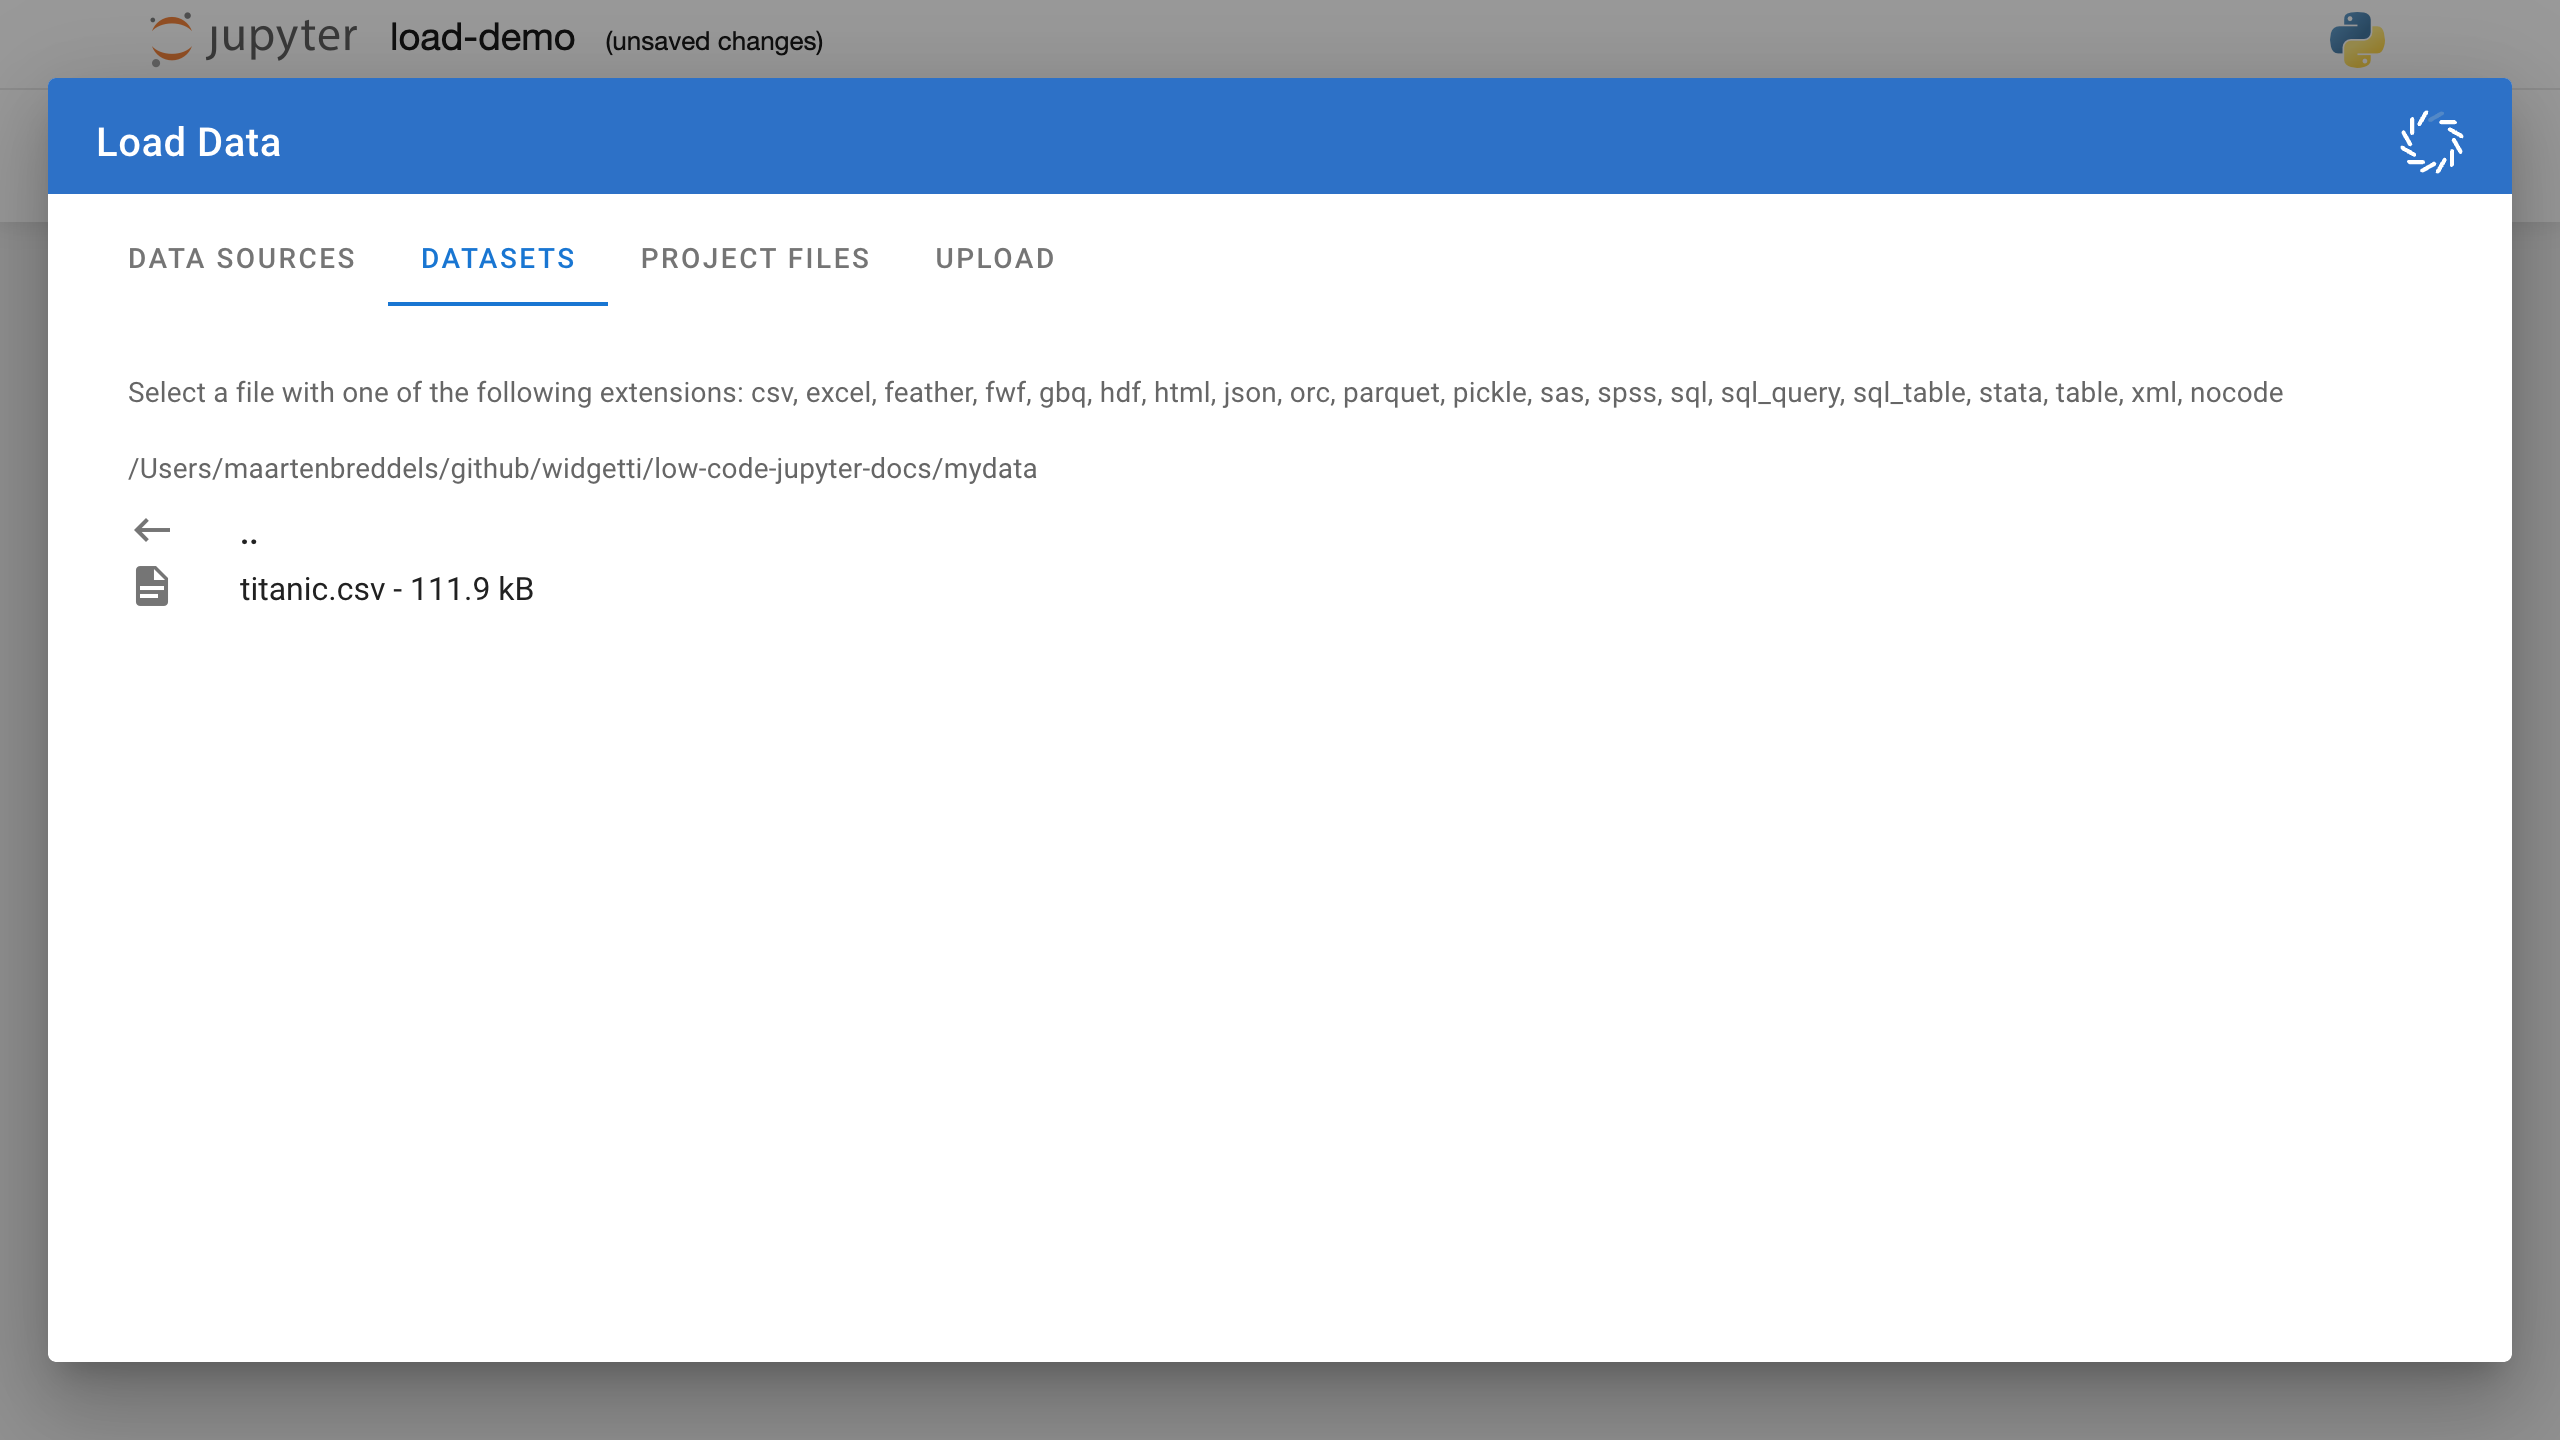 jupyter load-demo (unsaved changes)
Load Data
DATA SOURCES DATASETS PROJECT FILES UPLOAD
Select a file with one of the following extensions: csv, excel, feather, fwf, gbq, hdf, html, json, orc, parquet, pickle, sas, spss, sql, sql_query, sql_table, stata, table, xml, nocode
/Users/maartenbreddels/github/widgetti/low-code-jupyter-docs/mydata
..
titanic.csv - 111.9 kB